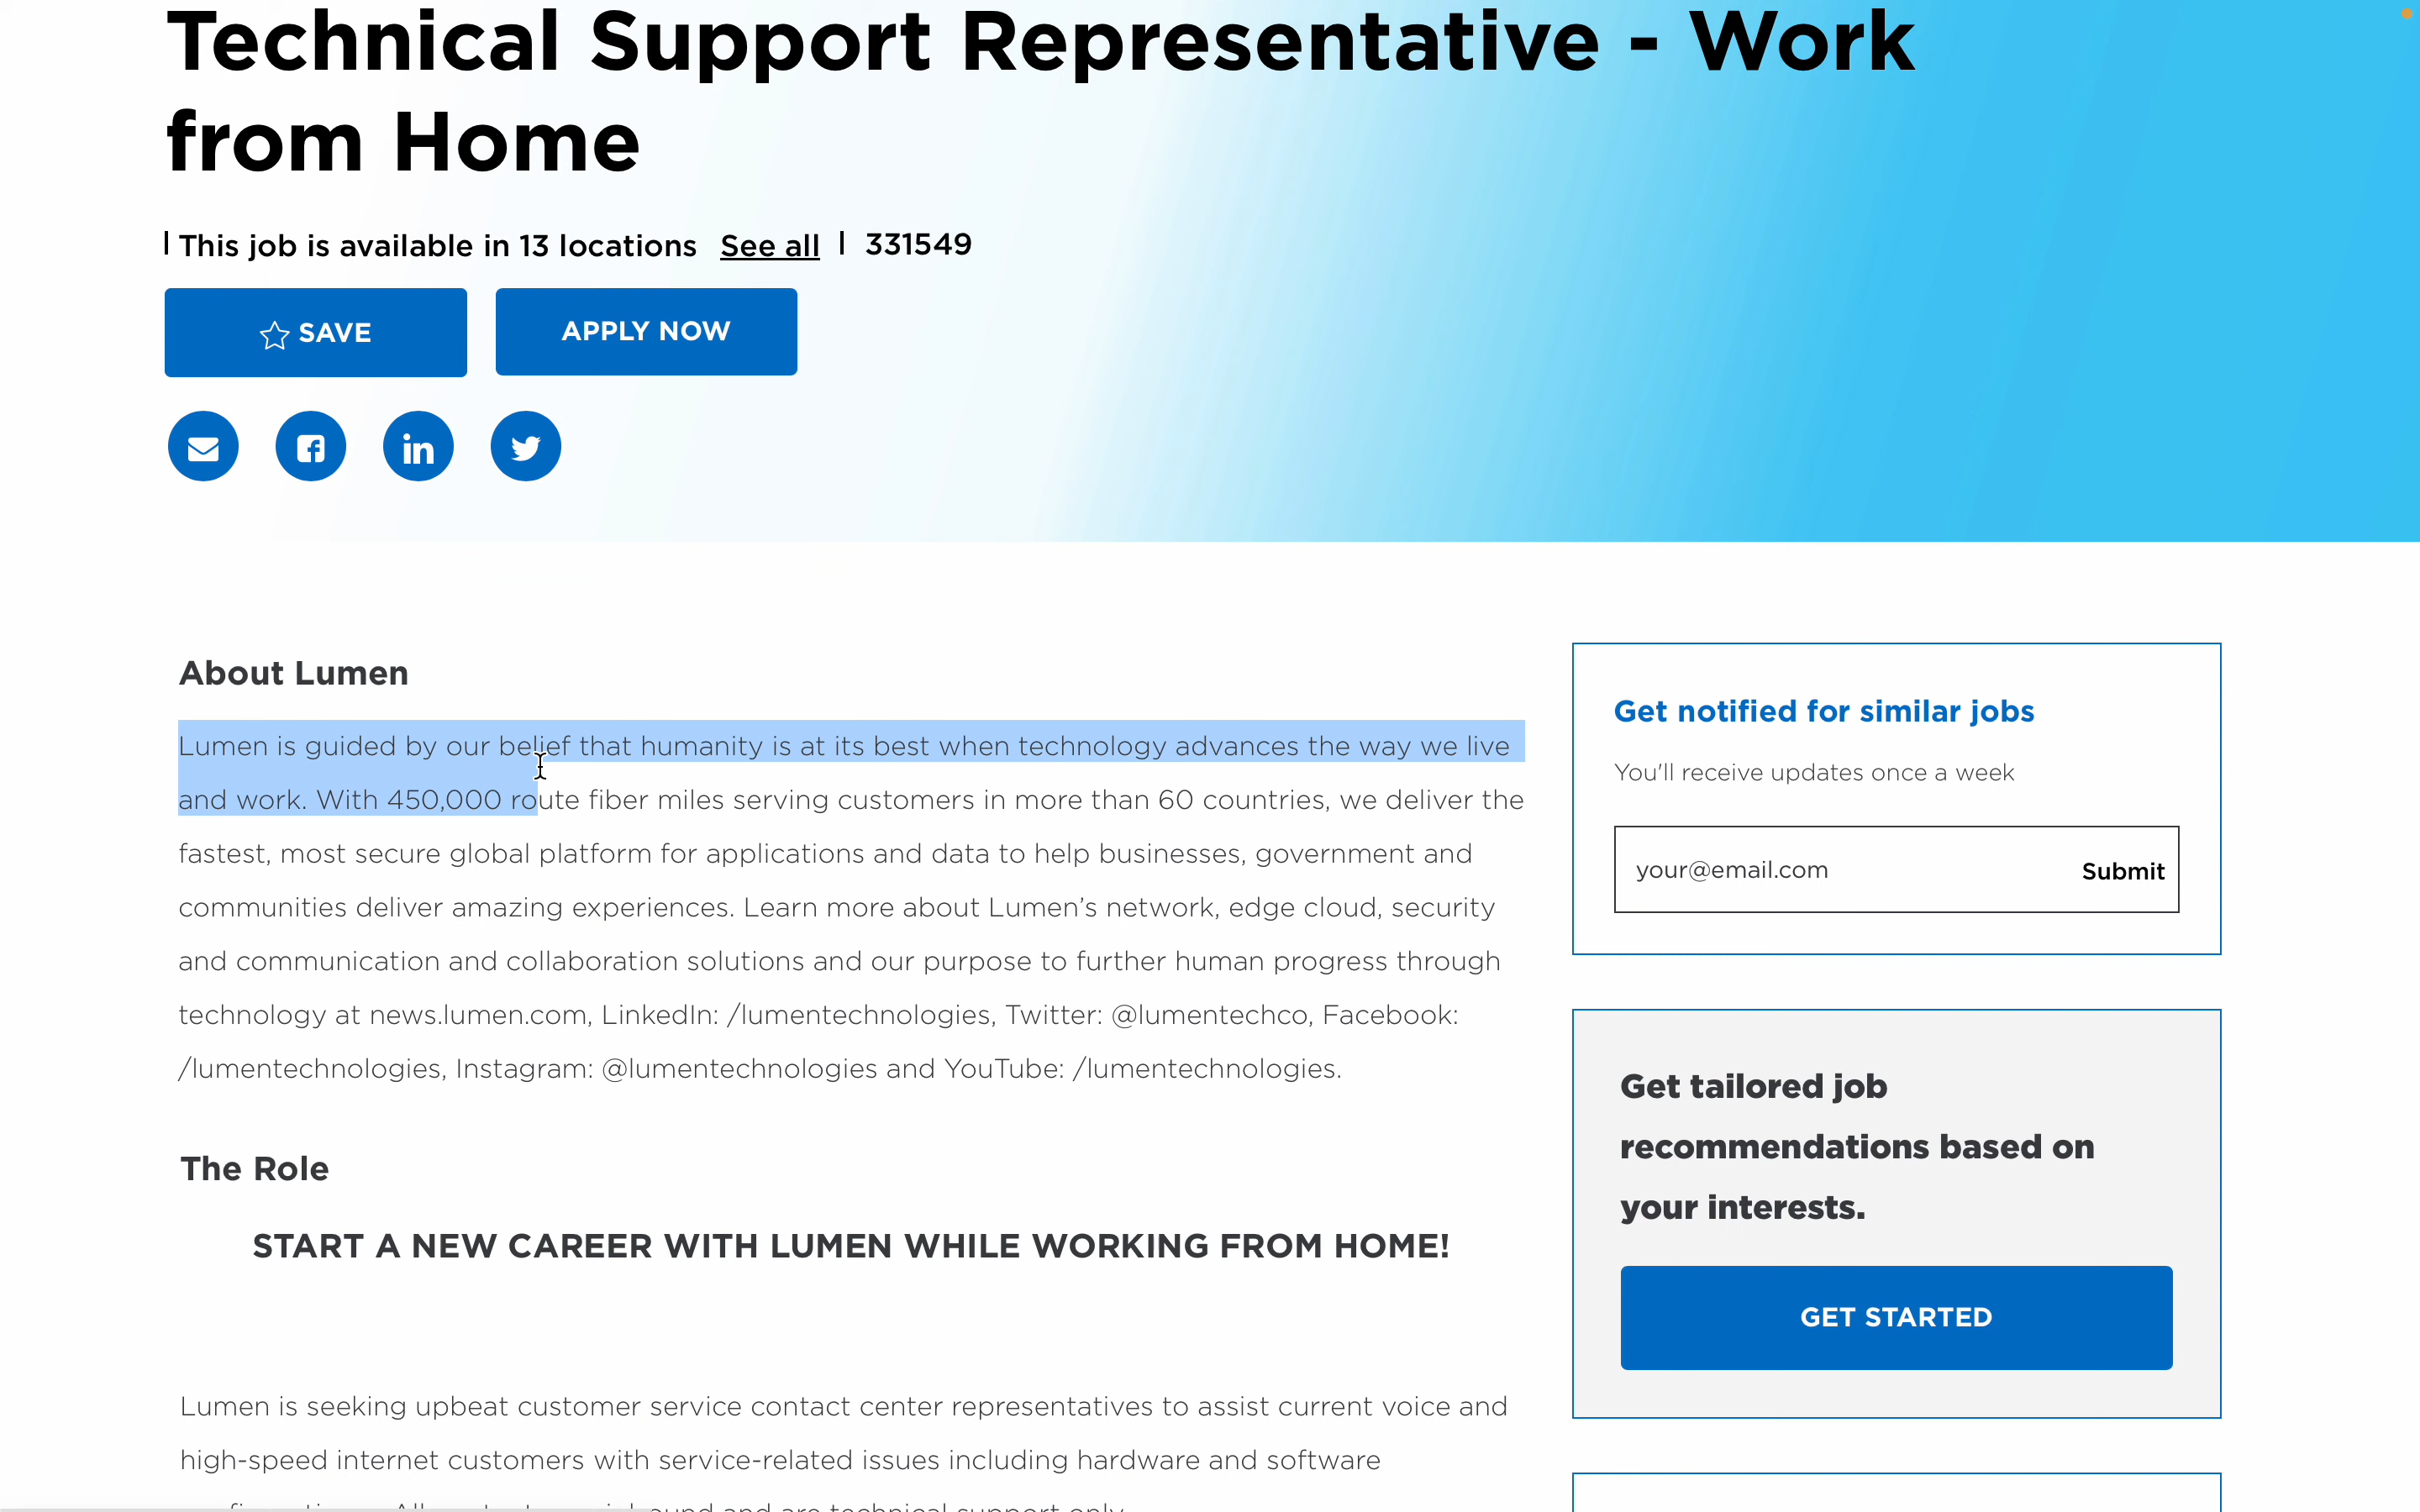 Technical Support Representative - Work
from Home
This job is available in 13 locations See all 331549
SAVE
APPLY NOW
About Lumen
Lumen is guided by our belief that humanity is at its best when technology advances the way we live
and work. With 450,000 route fiber miles serving customers in more than 60 countries, we deliver the
fastest, most secure global platform for applications and data to help businesses, government and
communities deliver amazing experiences. Learn more about Lumen’s network, edge cloud, security
and communication and collaboration solutions and our purpose to further human progress through
technology at news.lumen.com, LinkedIn: /lumentechnologies, Twitter: @lumentechco, Facebook:
/lumentechnologies, Instagram: @lumentechnologies and YouTube: /lumentechnologies.
The Role
START A NEW CAREER WITH LUMEN WHILE WORKING FROM HOME!
Lumen is seeking upbeat customer service contact center representatives to assist current voice and
high-speed internet customers with service-related issues including hardware and software
and are technical support only
Get notified for similar jobs
You'll receive updates once a week
your@email.com
Submit
Get tailored job
recommendations based on
your interests.
GET STARTED